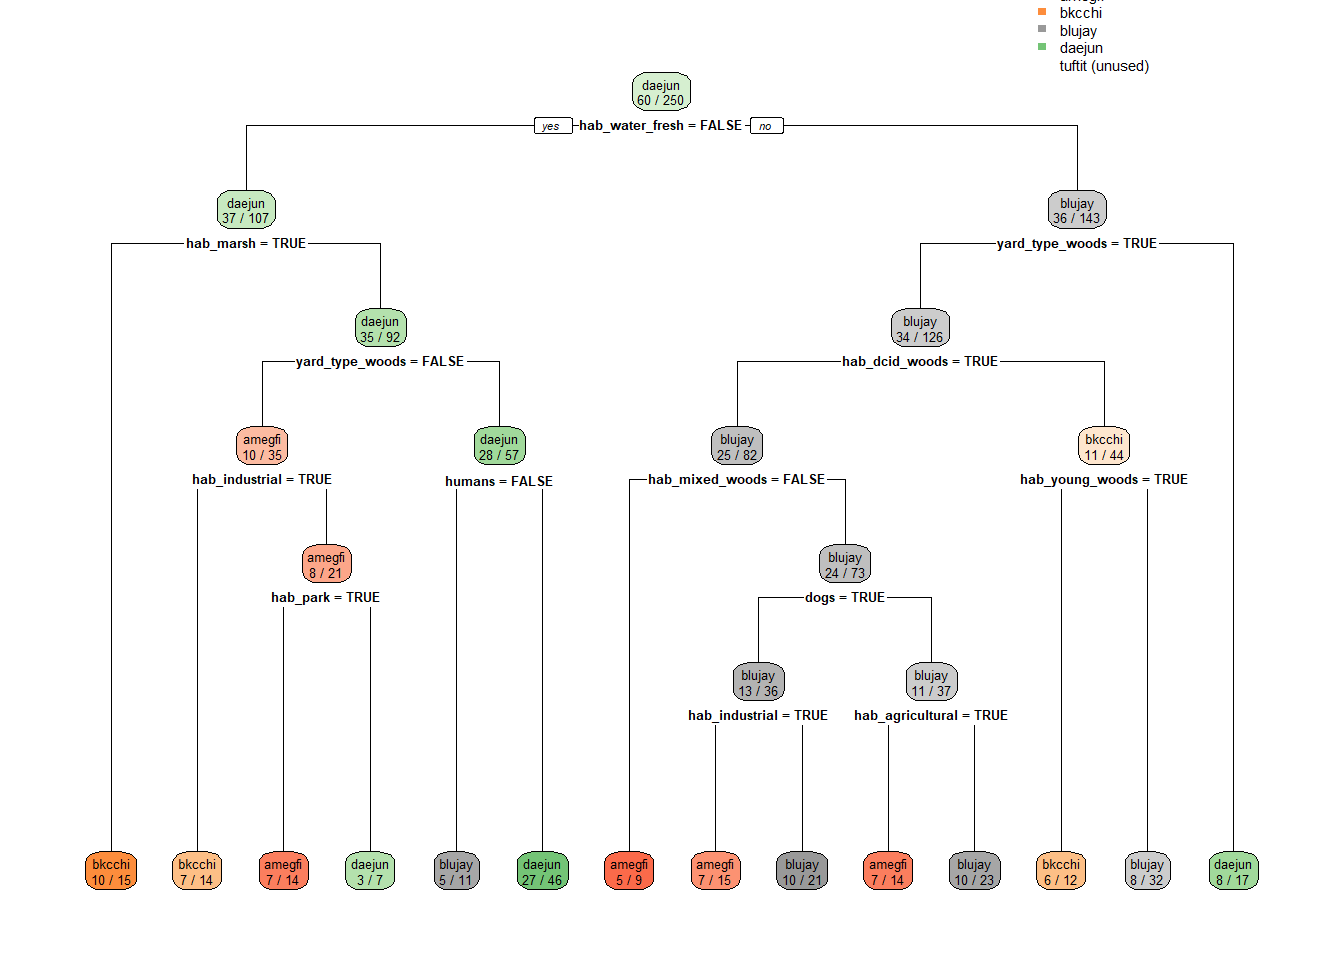 bkcchi
blujay
daejun
tuftit (unused)
daejun
60 / 250
yes
hab_water_fresh = FALSE
no
daejun
37 / 107
blujay
36 / 143
hab_marsh = TRUE
yard_type_woods = TRUE
daejun
35 / 92
blujay
34 / 126
yard_type_woods = FALSE
hab_dcid_woods = TRUE
amegfi
10 / 35
daejun
28 / 57
blujay
25 / 82
bkcchi
11 / 44
hab_industrial = TRUE
humans = FALSE
hab_mixed_woods = FALSE
hab_young_woods = TRUE
amegfi
8 / 21
blujay
24 / 73
hab_park = TRUE
dogs = TRUE
blujay
13 / 36
blujay
11 / 37
hab_industrial = TRUE
hab_agricultural = TRUE
bkcchi
10 / 15
bkcchi
7 / 14
amegfi
7 / 14
daejun
3 / 7
blujay
5 / 11
daejun
27 / 46
amegfi
5 / 9
amegfi
7 / 15
blujay
10 / 21
amegfi
7 / 14
blujay
10 / 23
bkcchi
6 / 12
blujay
8 / 32
daejun
8 / 17